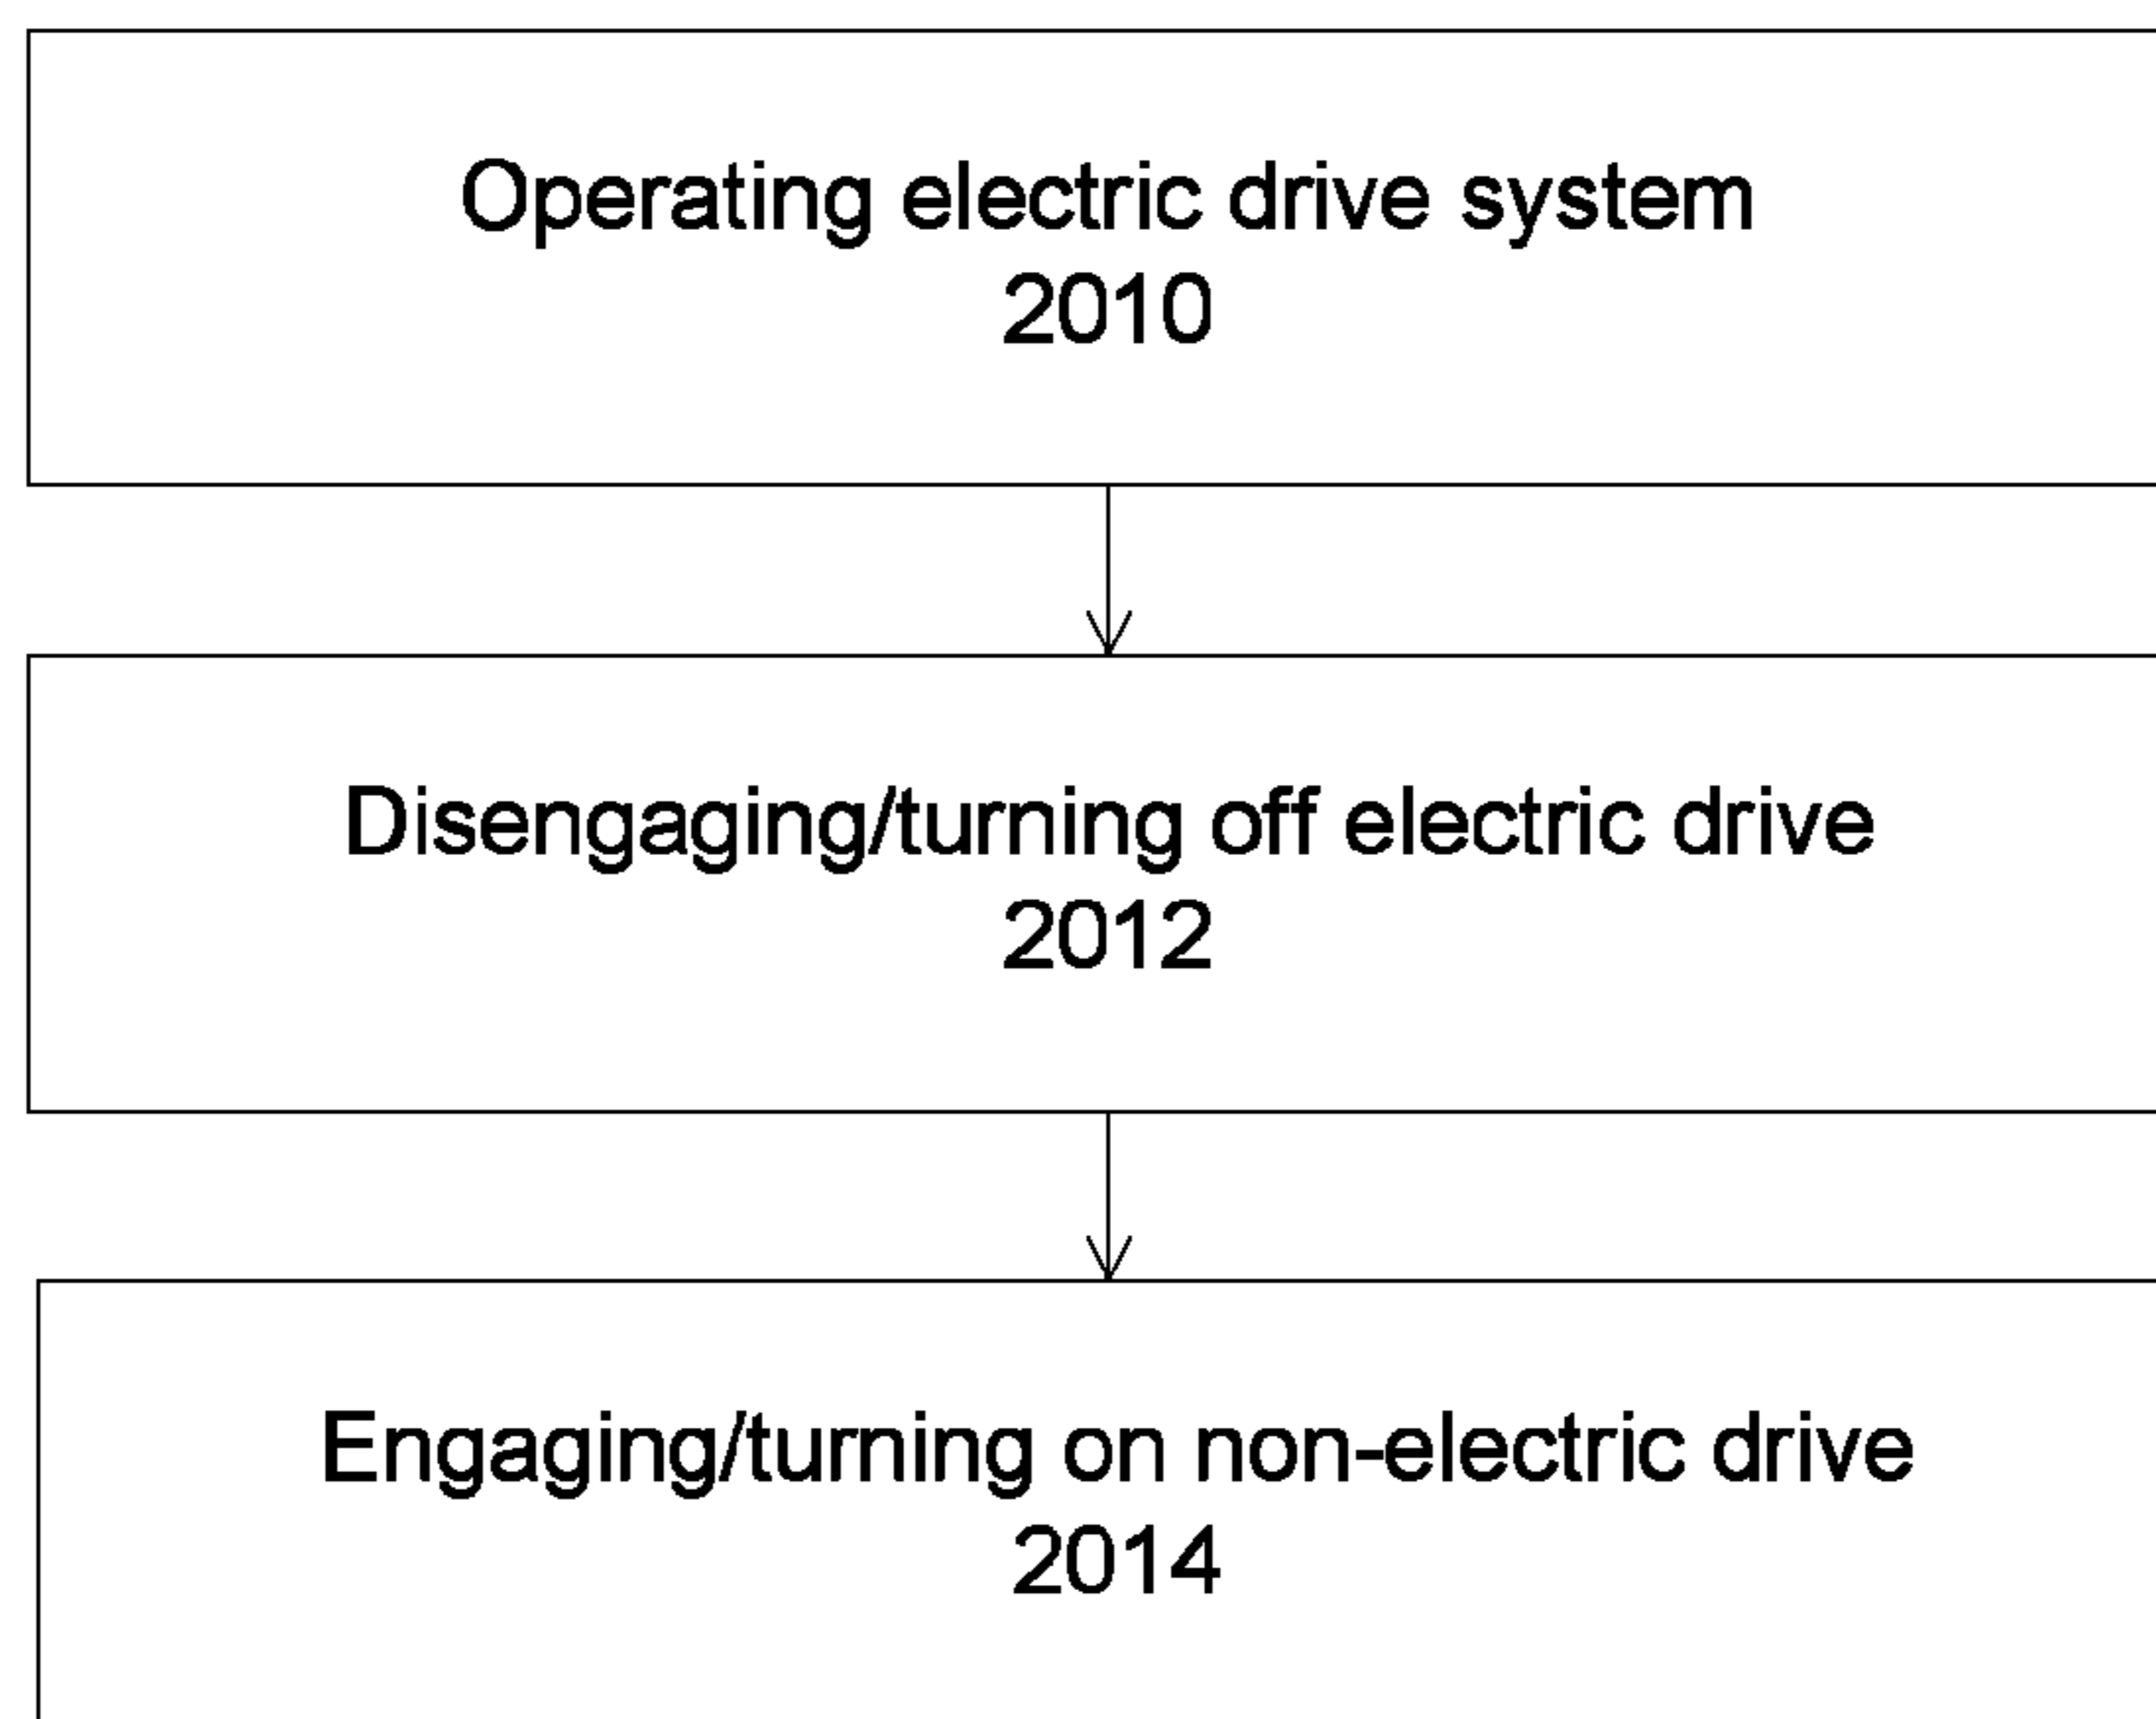 Operating electric drive system
2010
Disengaging/turning off electric drive
2012
Engaging/turning on non-electric drive
2014